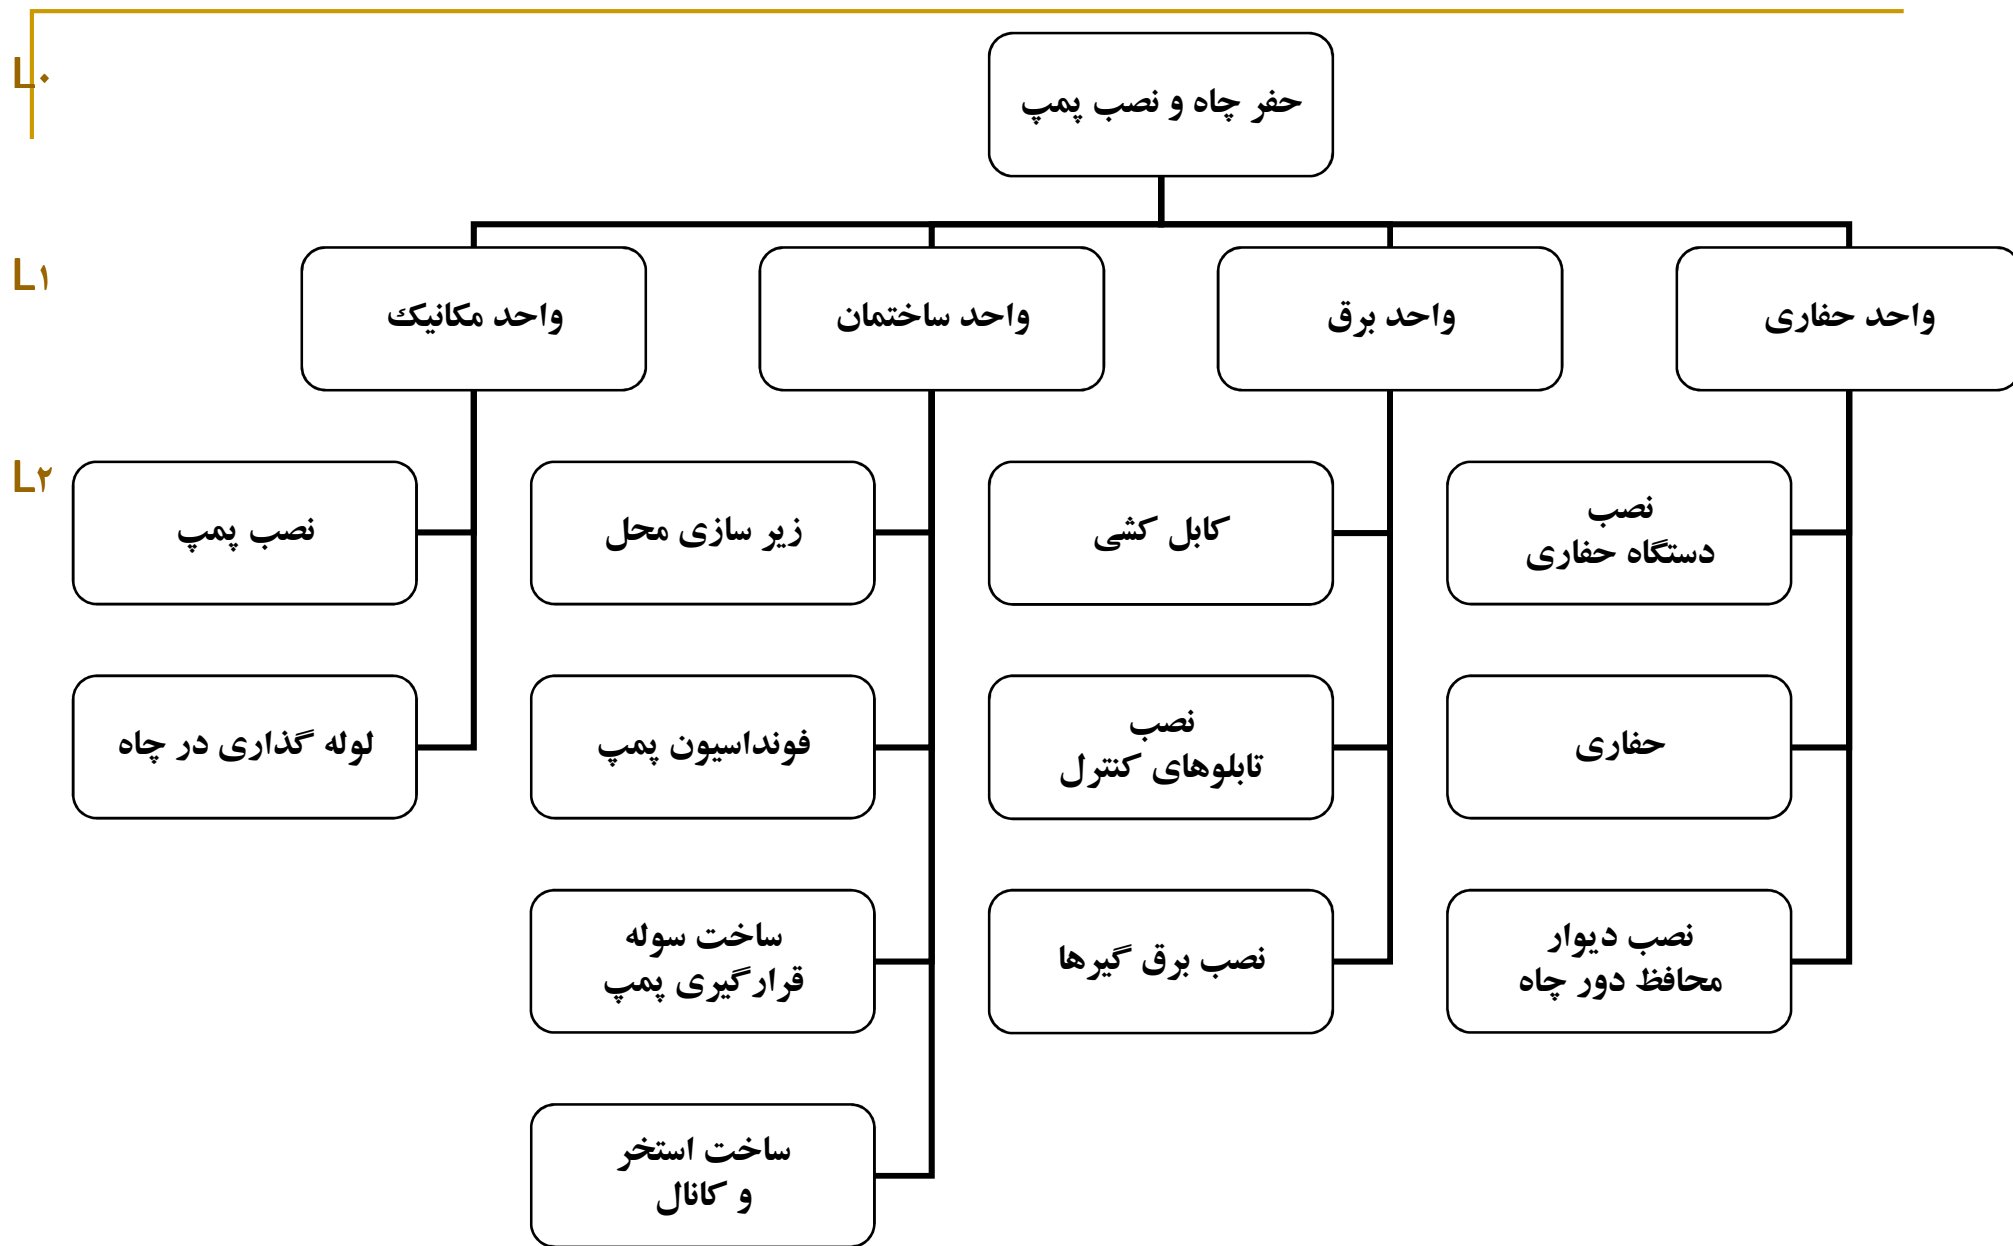 L۰
حفر چاه و نصب پمپ
L۱
واحد حفاری
واحد برق
واحد ساختمان
واحد مکانیک
L۲
نصب
دستگاه حفاری
کابل کشی
زیر سازی محل
نصب پمپ
حفاری
نصب
تابلوهای کنترل
فونداسیون پمپ
لوله گذاری در چاه
نصب دیوار
محافظ دور چاه
نصب برق گیرها
ساخت سوله
قرارگیری پمپ
ساخت استخر
و کانال